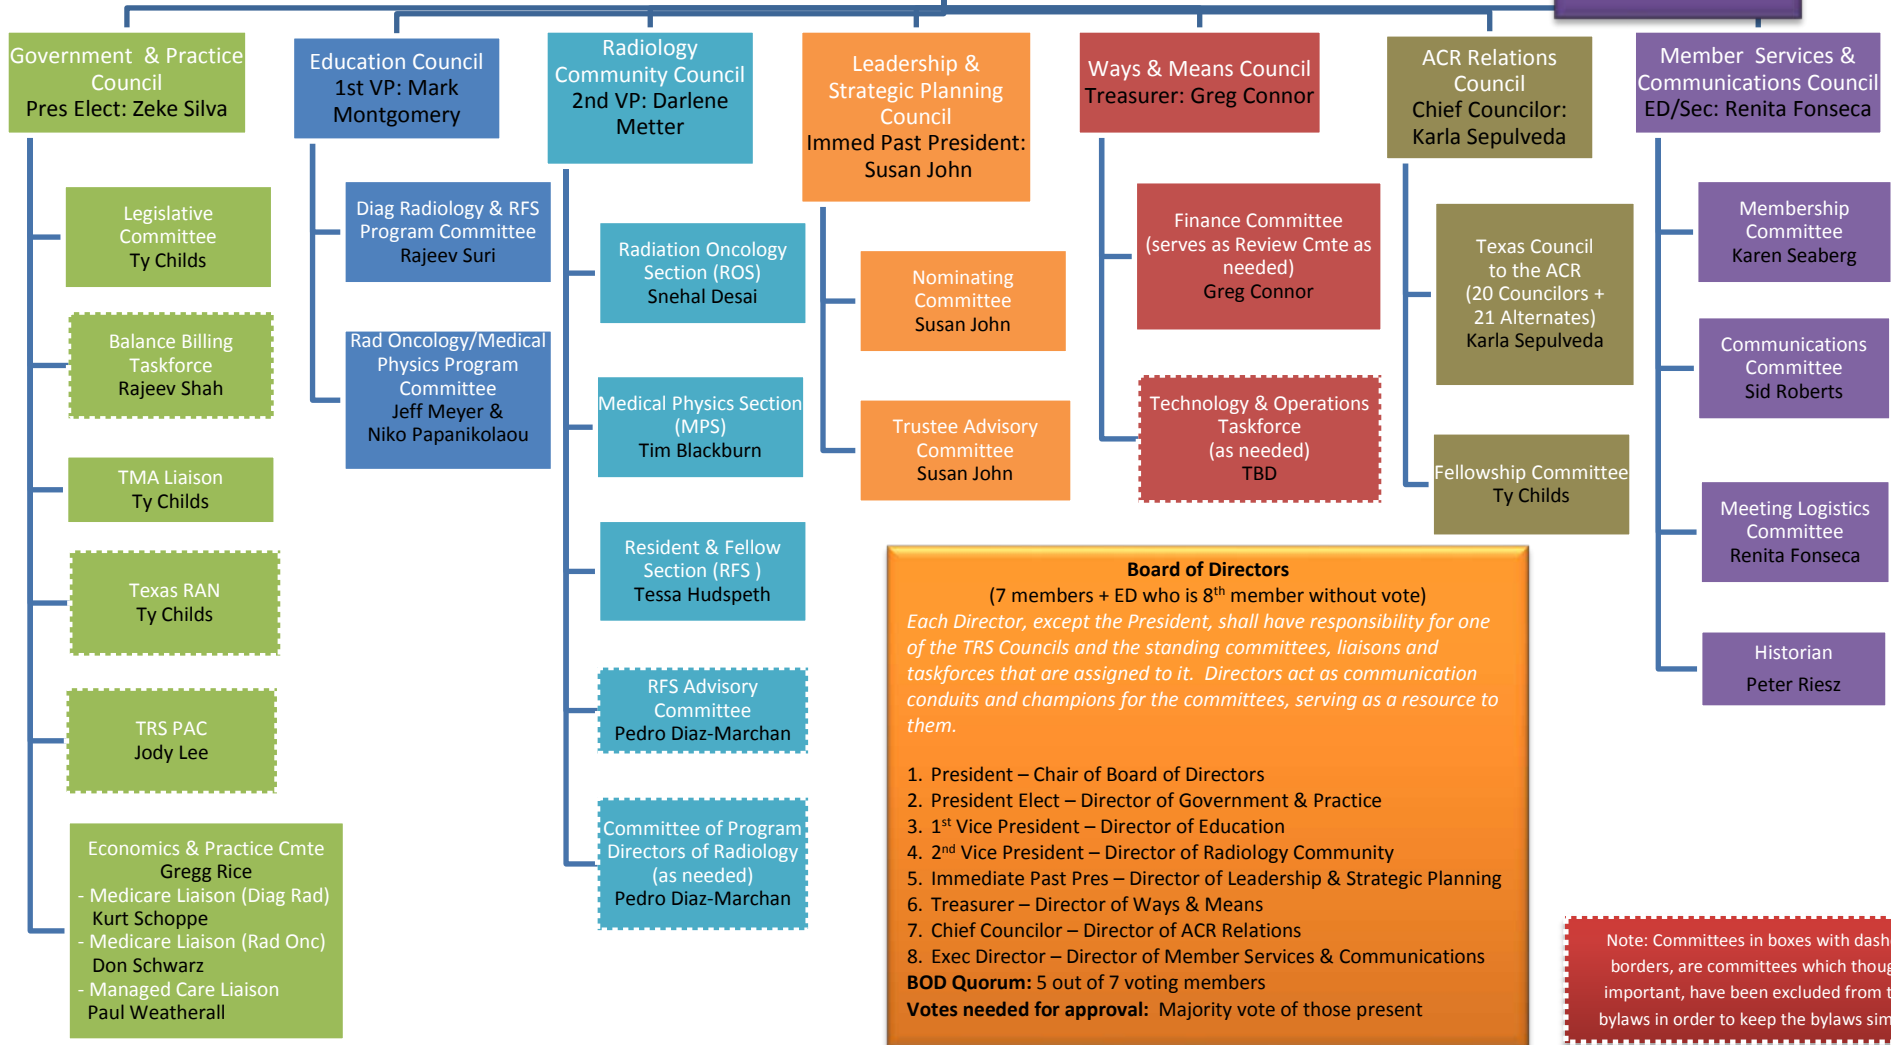 Government & Practice
Council
Pres Elect: Zeke Silva
Legislative
Committee
Ty Childs
Balance Billing
Taskforce
Rajeev Shah
TMA Liaison
Ty Childs
Texas RAN
Ty Childs
TRS PAC
Jody Lee
Economics & Practice Cmte
Gregg Rice
- Medicare Liaison (Diag Rad)
Kurt Schoppe
- Medicare Liaison (Rad Onc)
Don Schwarz
- Managed Care Liaison
Paul Weatherall
Education Council
1st VP: Mark
Montgomery
Diag Radiology & RFS
Program Committee
Rajeev Suri
Rad Oncology/Medical
Physics Program
Committee
Jeff Meyer &
Niko Papanikolaou
Radiology
Community Council
2nd VP: Darlene
Metter
Radiation Oncology
Section (ROS)
Snehal Desai
Medical Physics Section
(MPS)
Tim Blackburn
Resident & Fellow
Section (RFS )
Tessa Hudspeth
RFS Advisory
Committee
Pedro Diaz-Marchan
Committee of Program
Directors of Radiology
(as needed)
Pedro Diaz-Marchan
Leadership &
Strategic Planning
Council
Immed Past President:
Susan John
Nominating
Committee
Susan John
Trustee Advisory
Committee
Susan John
Ways & Means Council
Treasurer: Greg Connor
Finance Committee
(serves as Review Cmte as
needed)
Greg Connor
Technology & Operations
Taskforce
(as needed)
TBD
ACR Relations
Council
Chief Councilor:
Karla Sepulveda
Texas Council
to the ACR
(20 Councilors +
21 Alternates)
Karla Sepulveda
Fellowship Committee
Ty Childs
Member Services &
Communications Council
ED/Sec: Renita Fonseca
Membership
Committee
Karen Seaberg
Communications
Committee
Sid Roberts
Meeting Logistics
Committee
Renita Fonseca
Historian
Peter Riesz
Board of Directors
(7 members + ED who is 8th member without vote)
Each Director, except the President, shall have responsibility for one
of the TRS Councils and the standing committees, liaisons and
taskforces that are assigned to it. Directors act as communication
conduits and champions for the committees, serving as a resource to
them.
1. President – Chair of Board of Directors
2. President Elect – Director of Government & Practice
3. 1st Vice President – Director of Education
4. 2nd Vice President – Director of Radiology Community
5. Immediate Past Pres – Director of Leadership & Strategic Planning
6. Treasurer – Director of Ways & Means
7. Chief Councilor – Director of ACR Relations
8. Exec Director – Director of Member Services & Communications
BOD Quorum: 5 out of 7 voting members
Votes needed for approval: Majority vote of those present
Note: Committees in boxes with
borders, are committees which
important, have been excluded from
bylaws in order to keep the bylaws